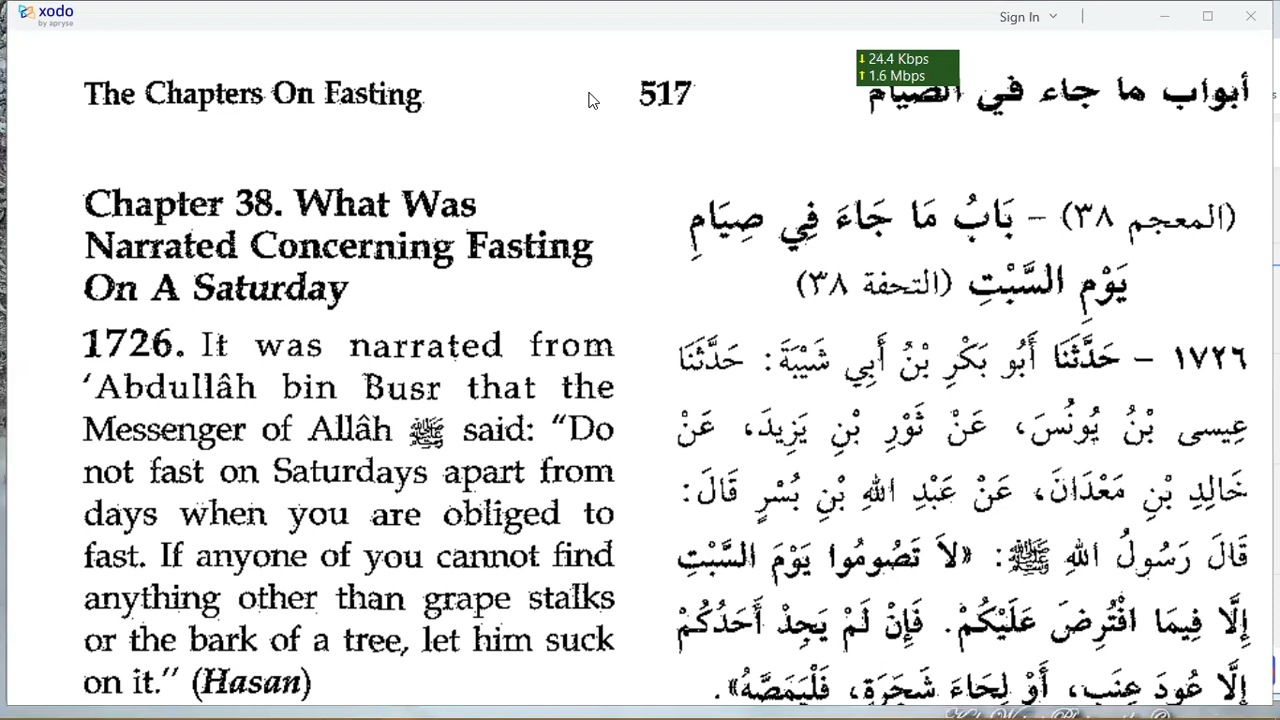 xodo
by apryse
Sign In
↓ 24.4 Kbps
↑ 1.6 Mbps
The Chapters On Fasting
517
أبواب ما جاء في الصيام
Chapter 38. What Was
Narrated Concerning Fasting
On A Saturday
1726. It was narrated from
‘Abdullâh bin Busr that the
Messenger of Allâh ﷺ said: “Do
not fast on Saturdays apart from
days when you are obliged to
fast. If anyone of you cannot find
anything other than grape stalks
or the bark of a tree, let him suck
on it.” (Hasan)
(المعجم ٣٨) - بَابُ مَا جَاءَ فِي صِيَامِ
يَوْمِ السَّبْتِ (التحفة ٣٨)
١٧٢٦ - حَدَّثَنَا أَبُو بَكْرِ بْنُ أَبِي شَيْبَةَ: حَدَّثَنَا
عِيسى بْنُ يُونُسَ، عَنْ ثَوْرِ بْنِ يَزِيدَ، عَنْ
خَالِدِ بْنِ مَعْدَانَ، عَنْ عَبْدِ اللهِ بْنِ بُسْرٍ قَالَ:
قَالَ رَسُولُ اللهِ ﷺ: «لاَ تَصُومُوا يَوْمَ السَّبْتِ
إِلَّا فِيمَا افْتُرِضَ عَلَيْكُمْ. فَإِنْ لَمْ يَجِدْ أَحَدُكُمْ
إِلَّا عُودَ عِنَبٍ، أَوْ لِحَاءَ شَجَرَةٍ، فَلْيَمَصَّهُ».